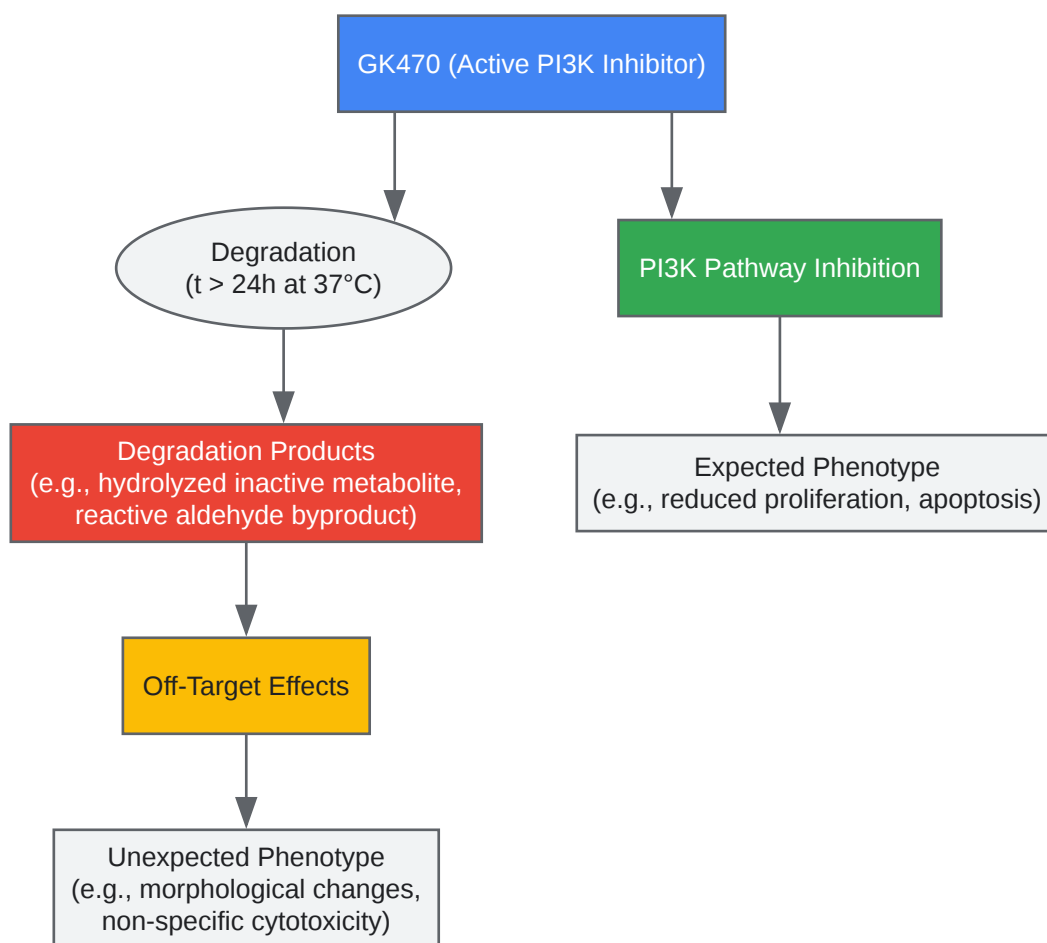 GK470 (Active PI3K Inhibitor)
Degradation
(t > 24h at 37°C)
PI3K Pathway Inhibition
Degradation Products
(e.g., hydrolyzed inactive metabolite,
reactive aldehyde byproduct)
Expected Phenotype
(e.g., reduced proliferation, apoptosis)
Off-Target Effects
Unexpected Phenotype
(e.g., morphological changes,
non-specific cytotoxicity)